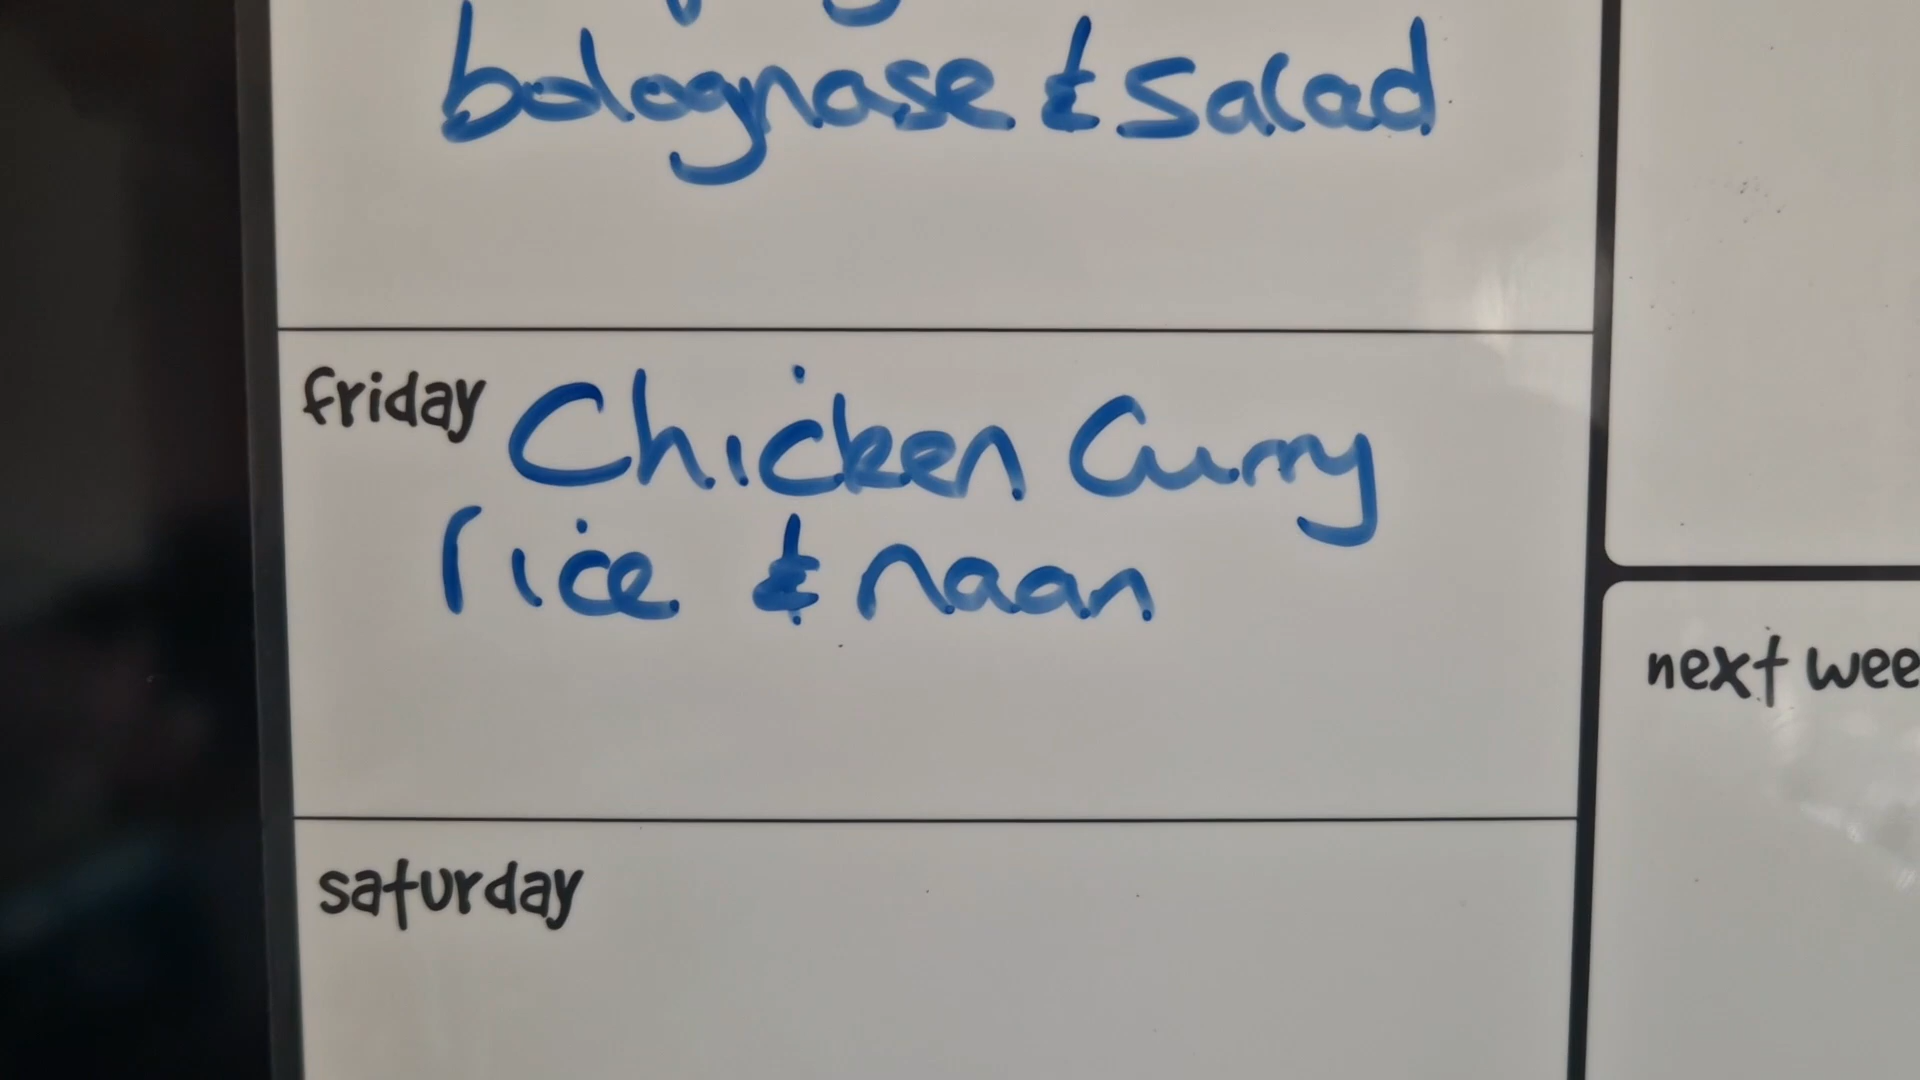 bolognase & Salad
friday Chicken Curry
rice & naan
next wee
saturday